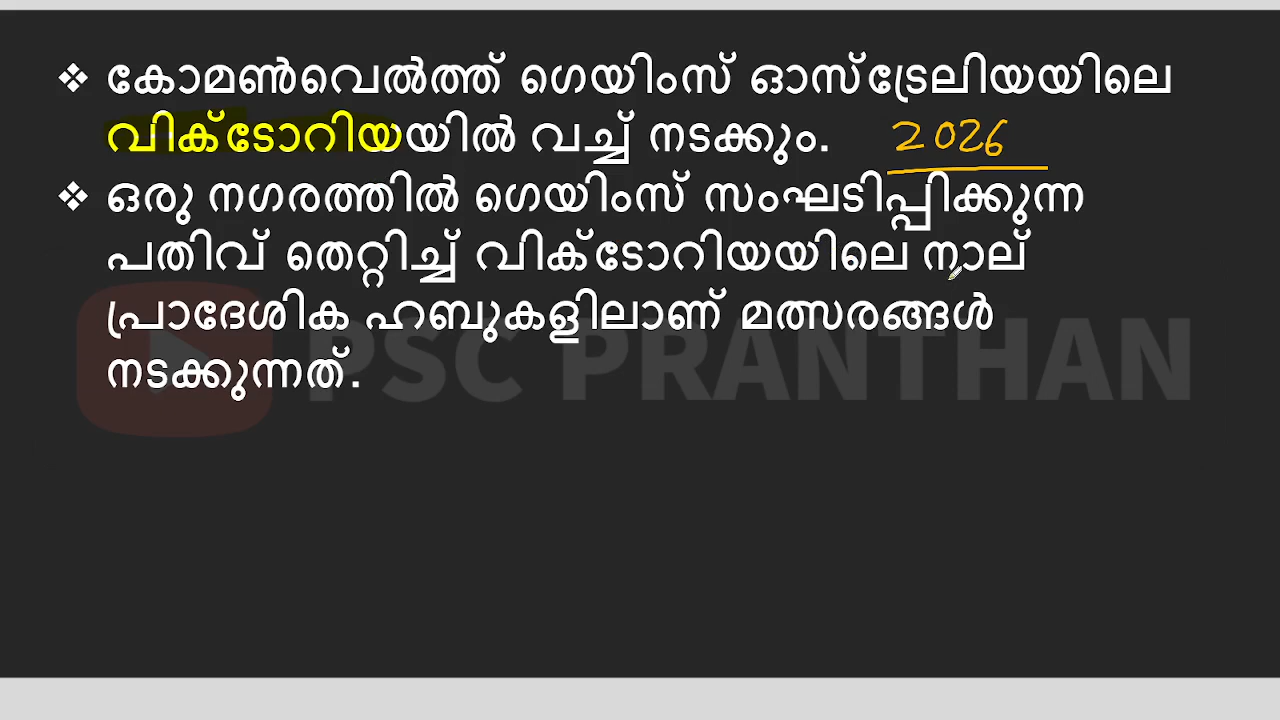 ❖ കോമൺവെൽത്ത് ഗെയിംസ് ഓസ്ട്രേലിയയിലെ
വിക്ടോറിയയിൽ വച്ച് നടക്കും. 2026
❖ ഒരു നഗരത്തിൽ ഗെയിംസ് സംഘടിപ്പിക്കുന്ന
പതിവ് തെറ്റിച്ച് വിക്ടോറിയയിലെ നാല്
പ്രാദേശിക ഹബുകളിലാണ് മത്സരങ്ങൾ
നടക്കുന്നത്.
PSC PRANTHAN